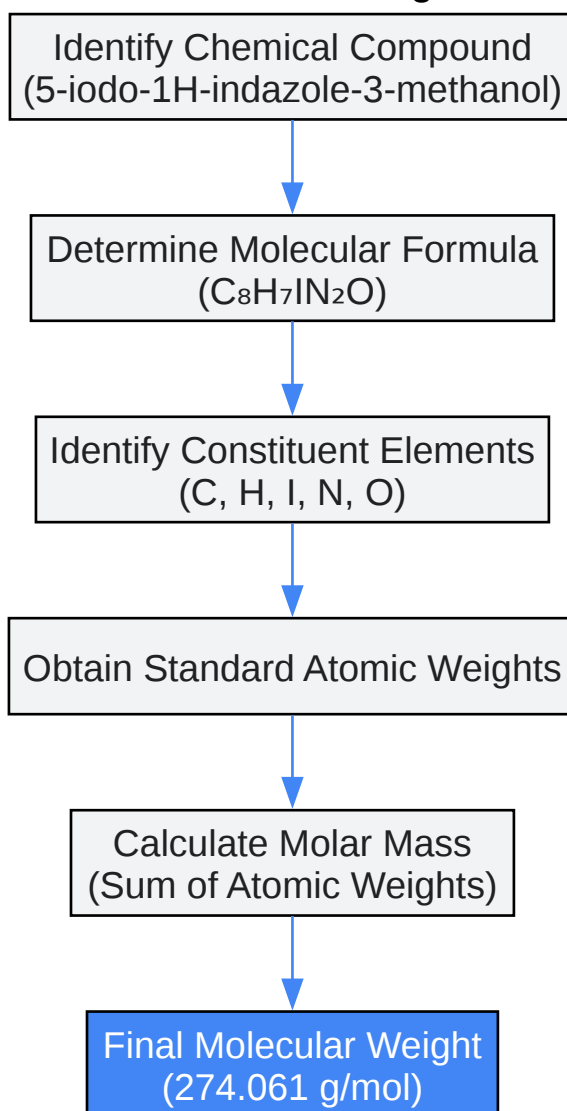 Identify Chemical Compound
(5-iodo-1H-indazole-3-methanol)
Determine Molecular Formula
(C₈H₇IN₂O)
Identify Constituent Elements
(C, H, I, N, O)
Obtain Standard Atomic Weights
Calculate Molar Mass
(Sum of Atomic Weights)
Final Molecular Weight
(274.061 g/mol)